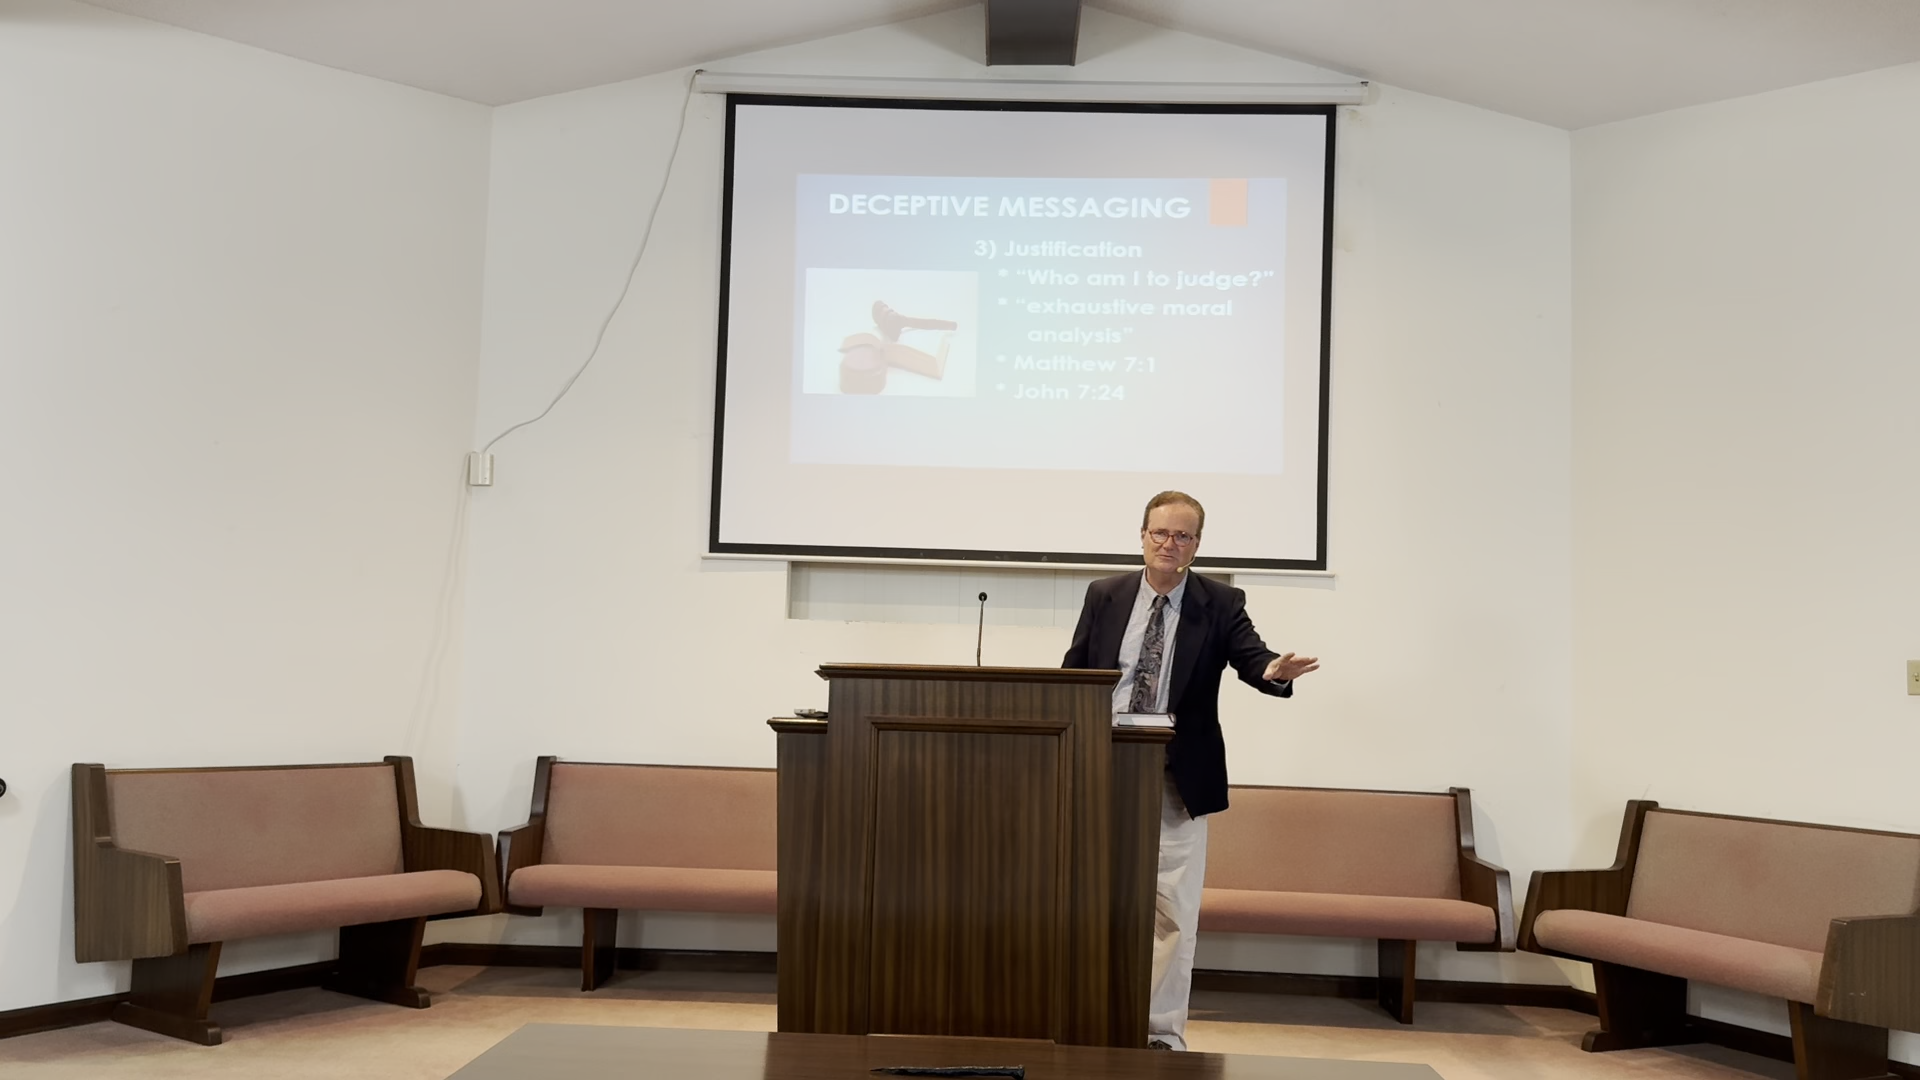 DECEPTIVE MESSAGING
3) Justification
* "Who am I to judge?"
* "exhaustive moral
analysis"
* Matthew 7:1
* John 7:24